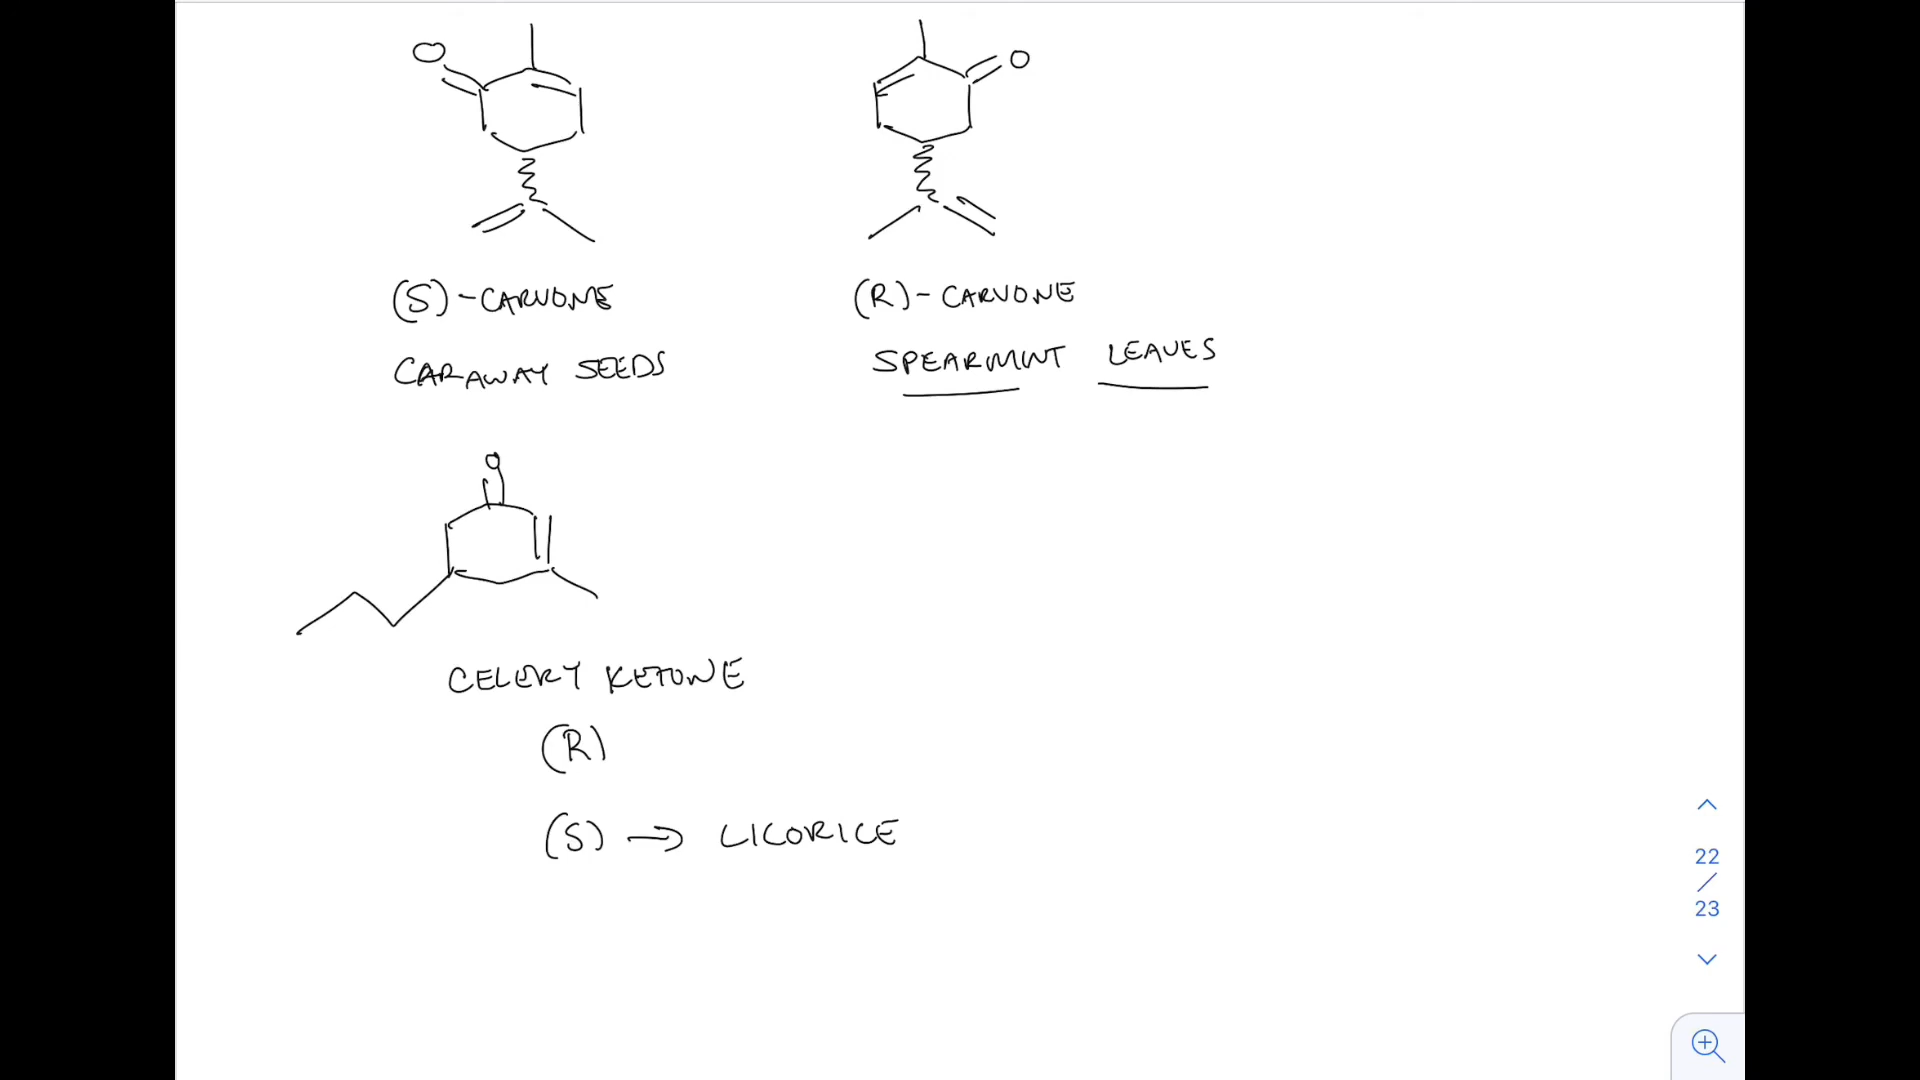 O
O
(S)-CARVONE
(R)-CARVONE
CARAWAY SEEDS
SPEARMINT LEAVES
O
CELERY KETONE
(R)
(S) → LICORICE
22
/
23